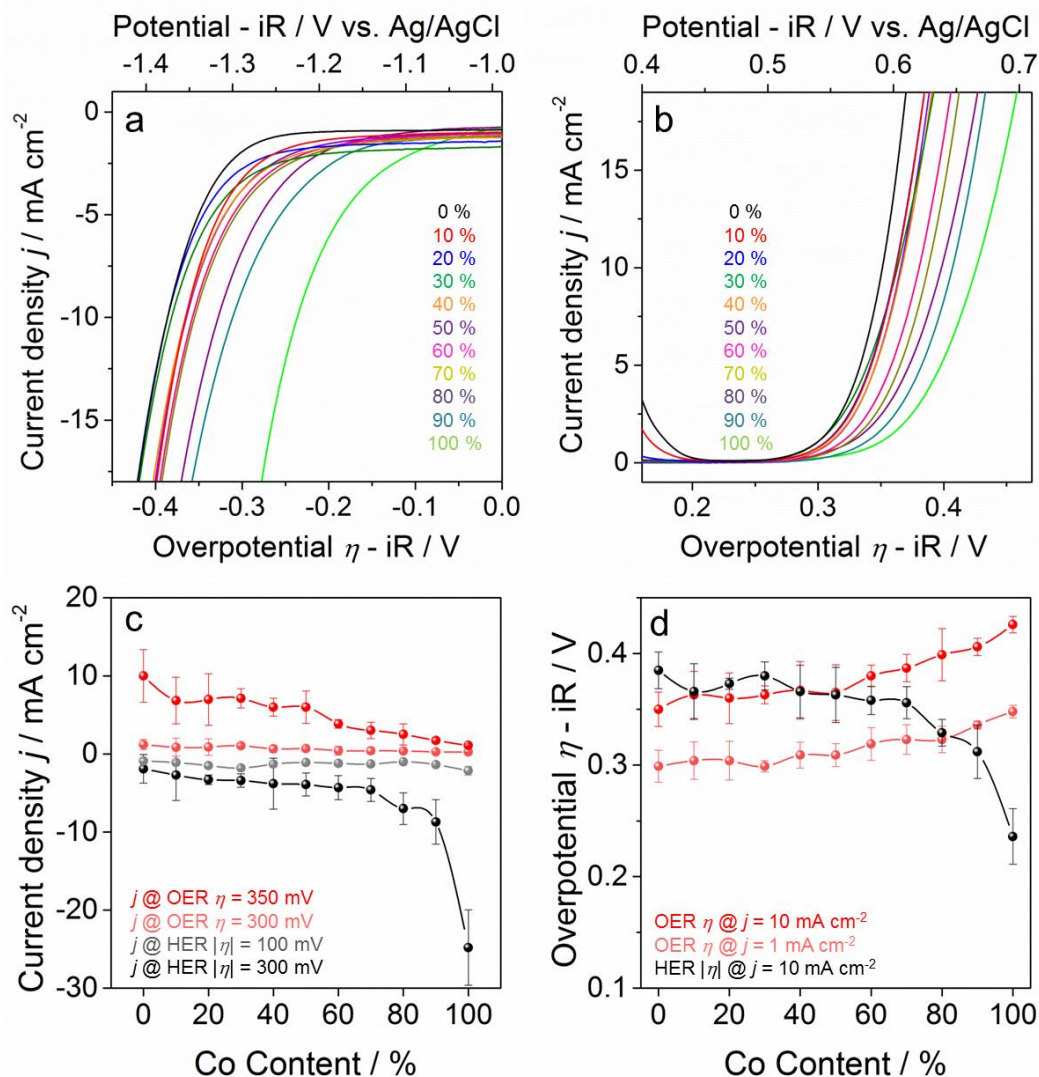 Potential - iR / V vs. Ag/AgCl
-1.4 -1.3 -1.2 -1.1 -1.0
a
0
-5
-10
-15
Current density j / mA cm-2
0 %
10 %
20 %
30 %
40 %
50 %
60 %
70 %
80 %
90 %
100 %
-0.4 -0.3 -0.2 -0.1 0.0
Overpotential η - iR / V
Potential - iR / V vs. Ag/AgCl
0.4 0.5 0.6 0.7
b
15
10
5
0
Current density j / mA cm-2
0 %
10 %
20 %
30 %
40 %
50 %
60 %
70 %
80 %
90 %
100 %
0.2 0.3 0.4
Overpotential η - iR / V
c
20
10
0
-10
-20
-30
Current density j / mA cm-2
j @ OER η = 350 mV
j @ OER η = 300 mV
j @ HER |η| = 100 mV
j @ HER |η| = 300 mV
0 20 40 60 80 100
Co Content / %
d
0.4
0.3
0.2
0.1
Overpotential η - iR / V
OER η @ j = 10 mA cm-2
OER η @ j = 1 mA cm-2
HER |η| @ j = 10 mA cm-2
0 20 40 60 80 100
Co Content / %